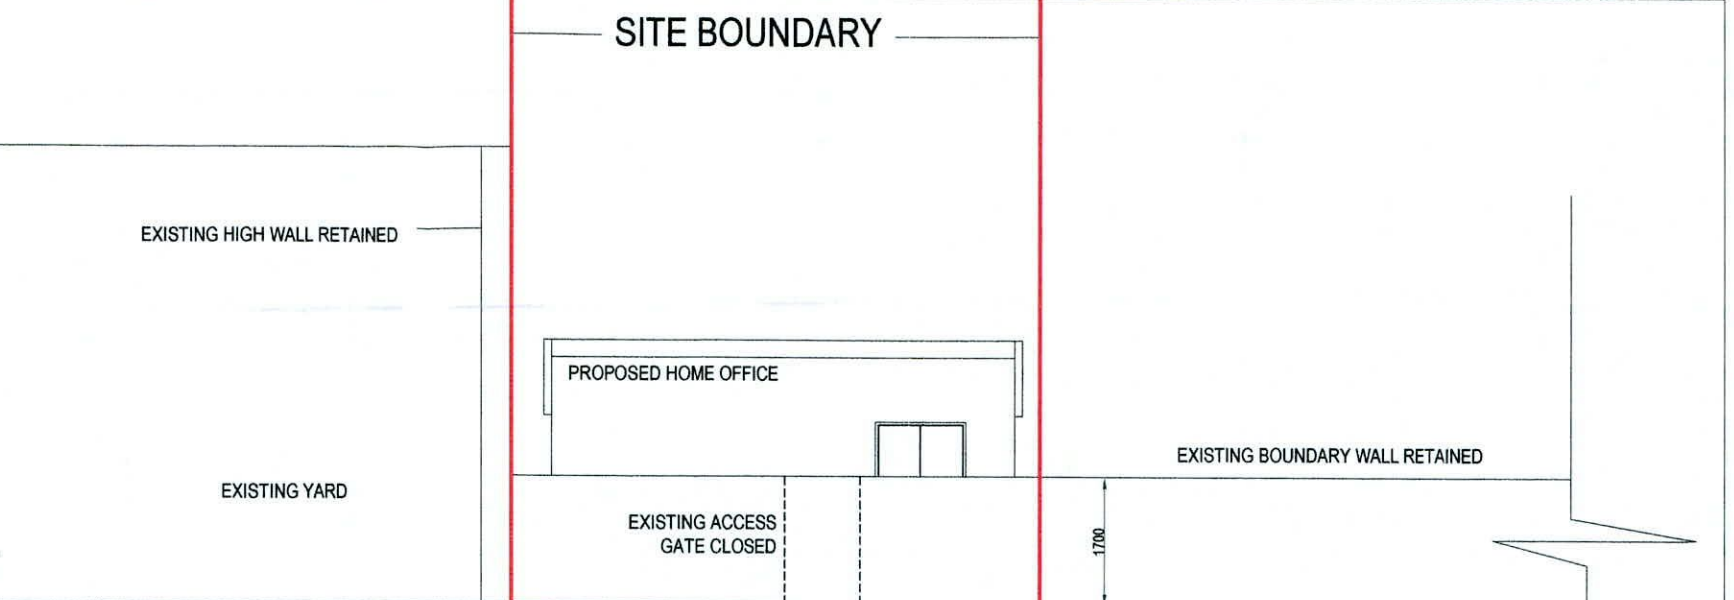 SITE BOUNDARY
EXISTING HIGH WALL RETAINED
PROPOSED HOME OFFICE
EXISTING BOUNDARY WALL RETAINED
EXISTING YARD
EXISTING ACCESS
GATE CLOSED
1700